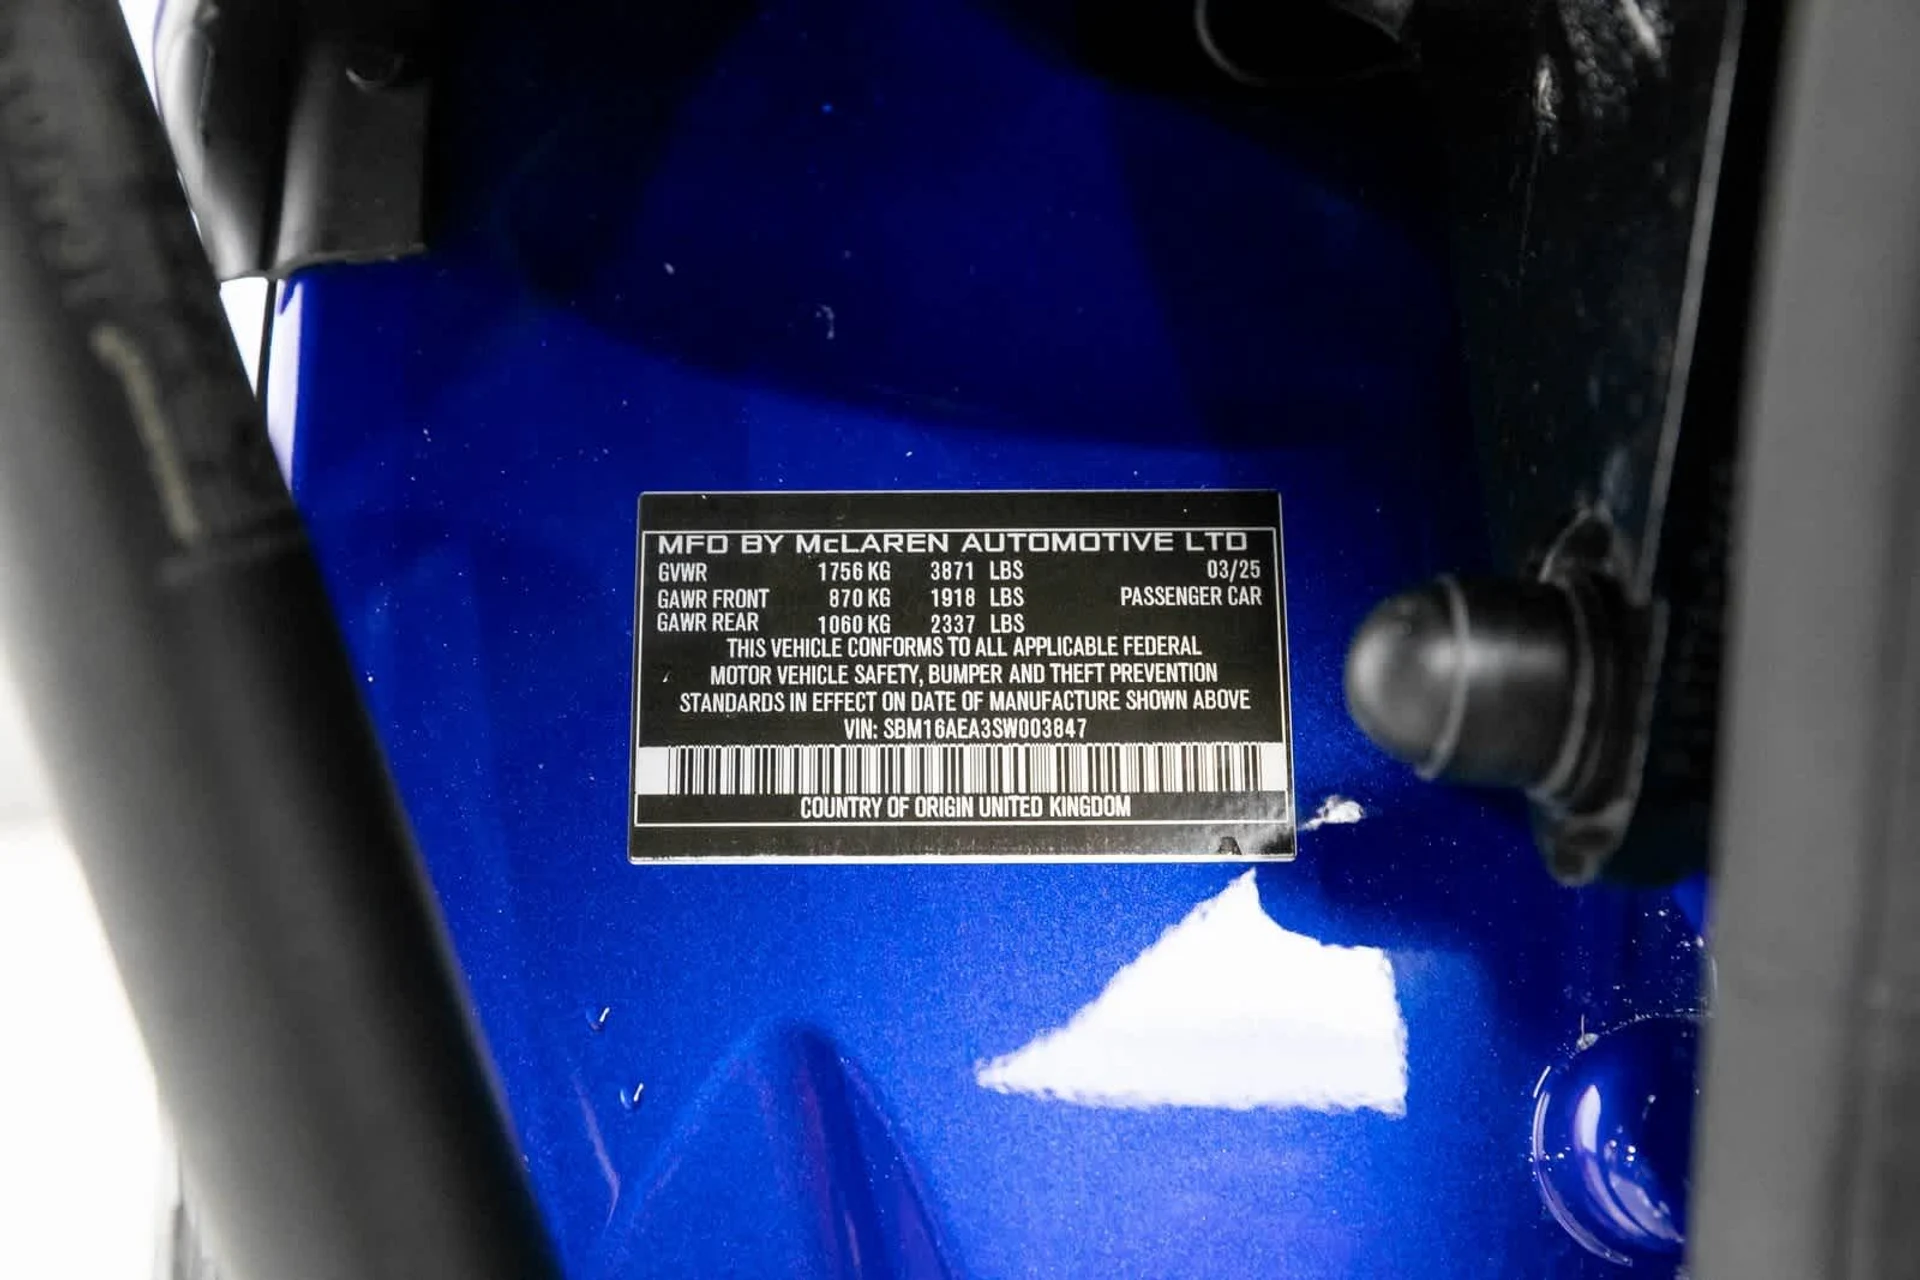 MFD BY McLAREN AUTOMOTIVE LTD
GVWR 1756 KG 3871 LBS 03/25
GAWR FRONT 870 KG 1918 LBS PASSENGER CAR
GAWR REAR 1060 KG 2337 LBS
THIS VEHICLE CONFORMS TO ALL APPLICABLE FEDERAL
MOTOR VEHICLE SAFETY, BUMPER AND THEFT PREVENTION
STANDARDS IN EFFECT ON DATE OF MANUFACTURE SHOWN ABOVE
VIN: SBM16AEA3SW003847
COUNTRY OF ORIGIN UNITED KINGDOM
A